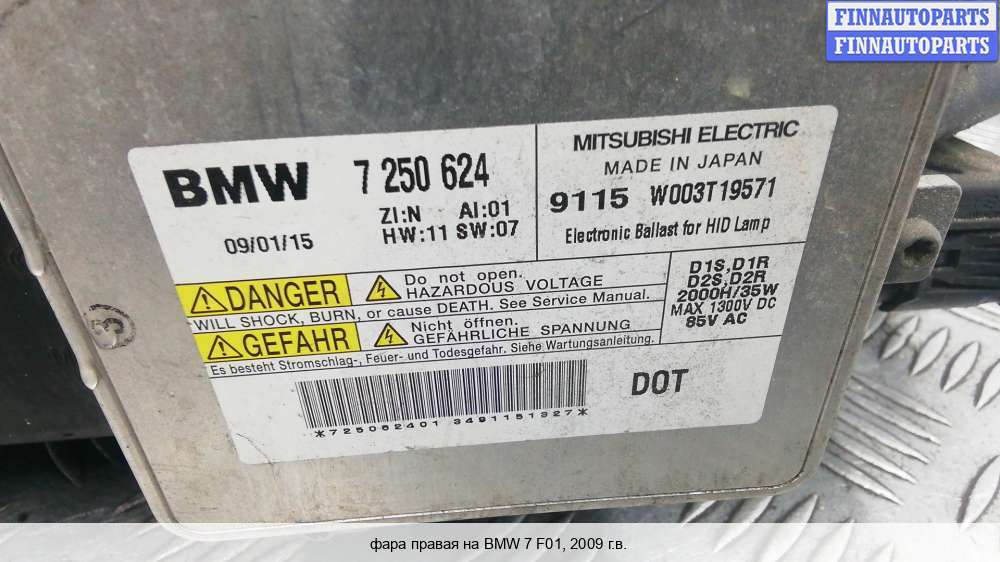 FINNAUTOPARTS
FINNAUTOPARTS
BMW 7 250 624
ZI:N AI:01
09/01/15 HW:11 SW:07
MITSUBISHI ELECTRIC
MADE IN JAPAN
9115 W003T19571
Electronic Ballast for HID Lamp
DANGER Do not open.
HAZARDOUS VOLTAGE
WILL SHOCK, BURN, or cause DEATH. See Service Manual.
GEFAHR Nicht öffnen.
GEFÄHRLICHE SPANNUNG
Es besteht Stromschlag-, Feuer- und Todesgefahr. Siehe Wartungsanleitung.
D1S, D1R
D2S, D2R
2000H/35W
MAX 1300V DC
85V AC
*725062401 3491151327*
DOT
фара правая на BMW 7 F01, 2009 г.в.